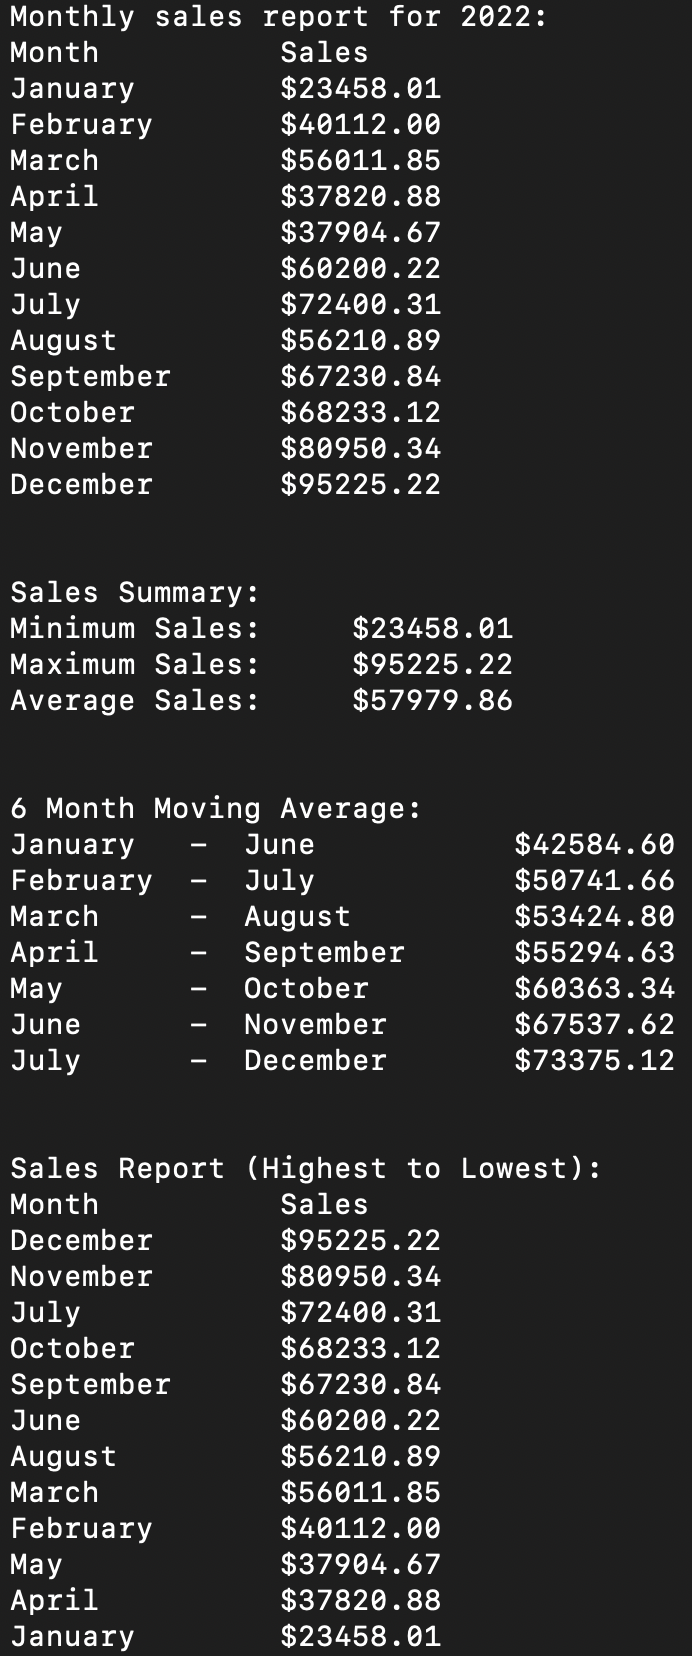 Monthly sales report for 2022:
Month          Sales
January        $23458.01
February       $40112.00
March          $56011.85
April          $37820.88
May            $37904.67
June           $60200.22
July           $72400.31
August         $56210.89
September      $67230.84
October        $68233.12
November       $80950.34
December       $95225.22
Sales Summary:
Minimum Sales:     $23458.01
Maximum Sales:     $95225.22
Average Sales:     $57979.86
6 Month Moving Average:
January   –  June           $42584.60
February  –  July           $50741.66
March     –  August         $53424.80
April     –  September      $55294.63
May       –  October        $60363.34
June      –  November       $67537.62
July      –  December       $73375.12
Sales Report (Highest to Lowest):
Month          Sales
December       $95225.22
November       $80950.34
July           $72400.31
October        $68233.12
September      $67230.84
June           $60200.22
August         $56210.89
March          $56011.85
February       $40112.00
May            $37904.67
April          $37820.88
January        $23458.01